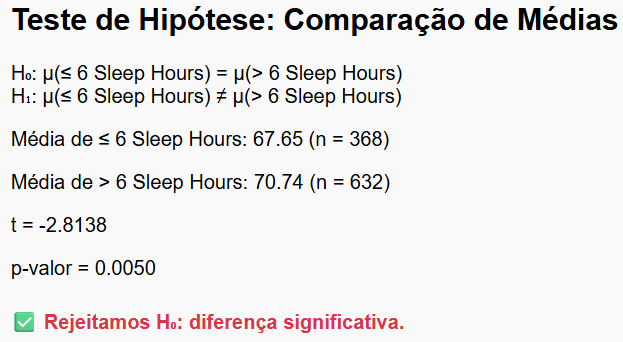 Teste de Hipótese: Comparação de Médias
H₀: μ(≤ 6 Sleep Hours) = μ(> 6 Sleep Hours)
H₁: μ(≤ 6 Sleep Hours) ≠ μ(> 6 Sleep Hours)
Média de ≤ 6 Sleep Hours: 67.65 (n = 368)
Média de > 6 Sleep Hours: 70.74 (n = 632)
t = -2.8138
p-valor = 0.0050
✅ Rejeitamos H₀: diferença significativa.